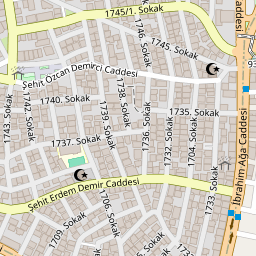 1745/1. Sokak
1746. Sokak
1745. Sokak
Şehit Özcan Demirci Caddesi
1743. Sokak
1742. Sokak
1740. Sokak
1739. Sokak
1738. Sokak
1735. Sokak
1736. Sokak
1737. Sokak
1732. Sokak
1704. Sokak
1733. Sokak
İbrahim Ağa Caddesi
Şehit Erdem Demir Caddesi
1706. Sokak
1709. Sokak